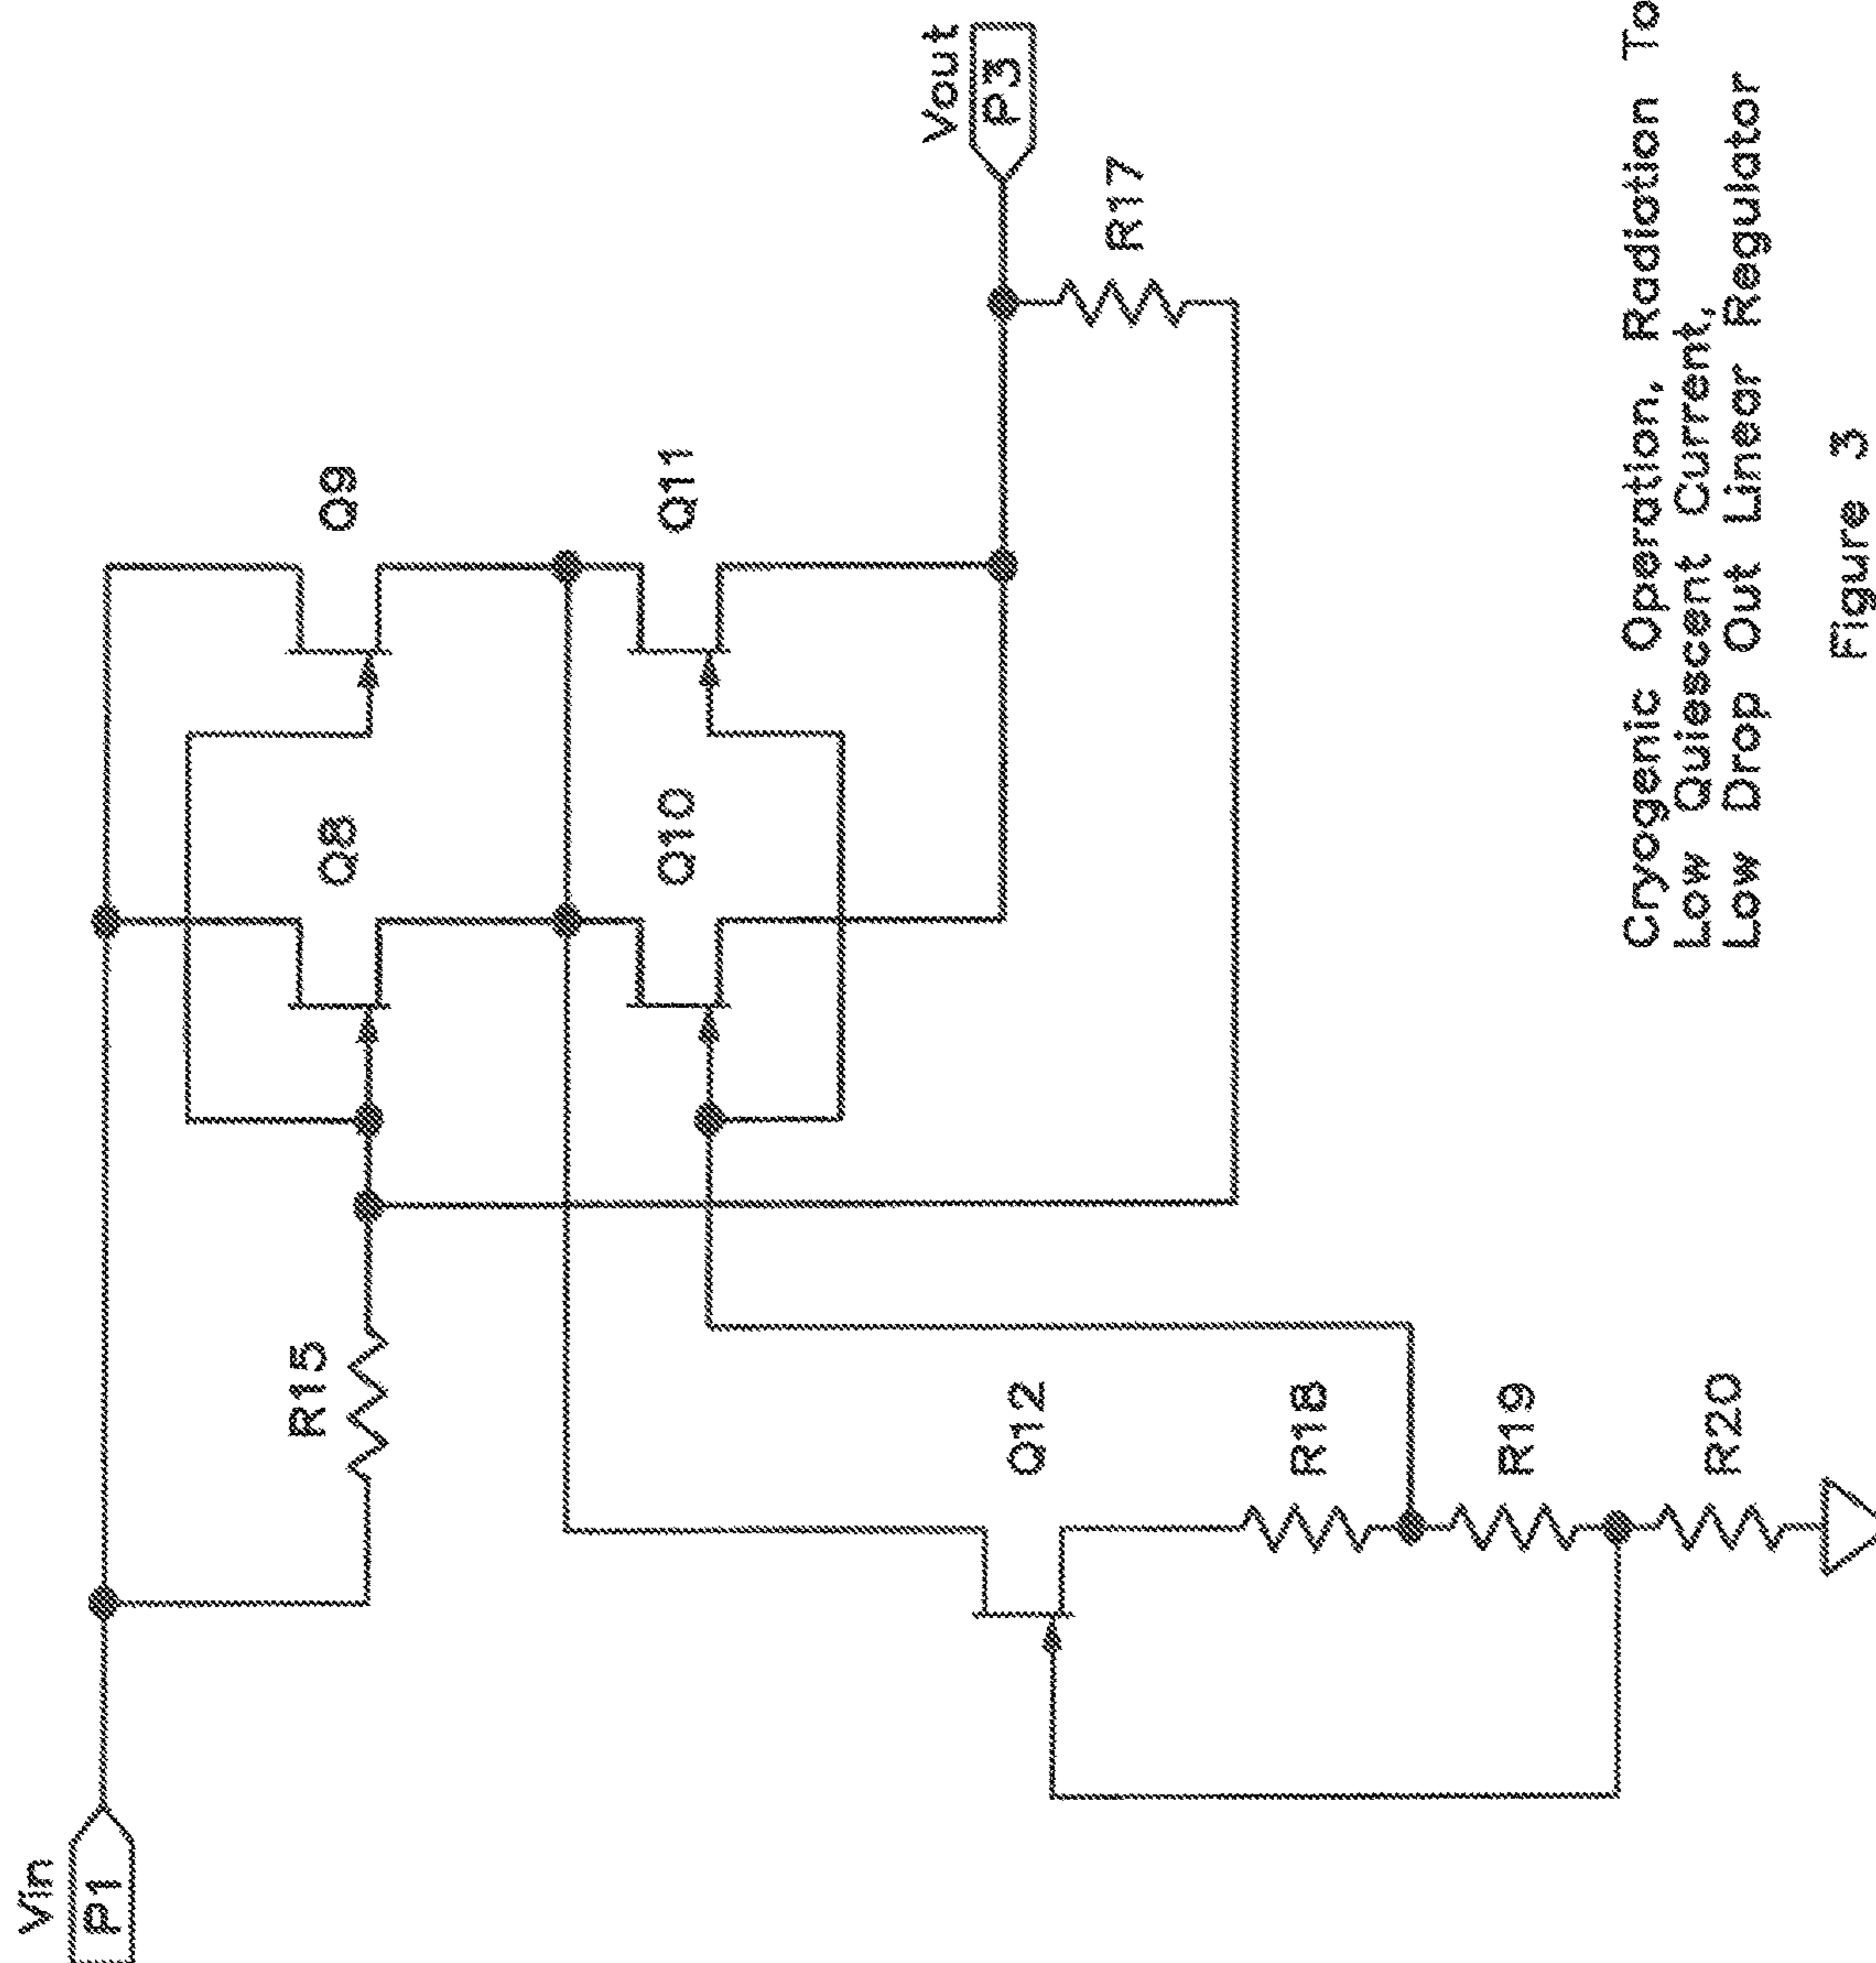 Vin
P1
R15
Q8
Q9
Q10
Q11
Vout
P3
R17
Q12
R18
R19
R20
Cryogenic Operation, Radiation To
Low Quiescent Current,
Low Drop Out Linear Regulator
Figure 3